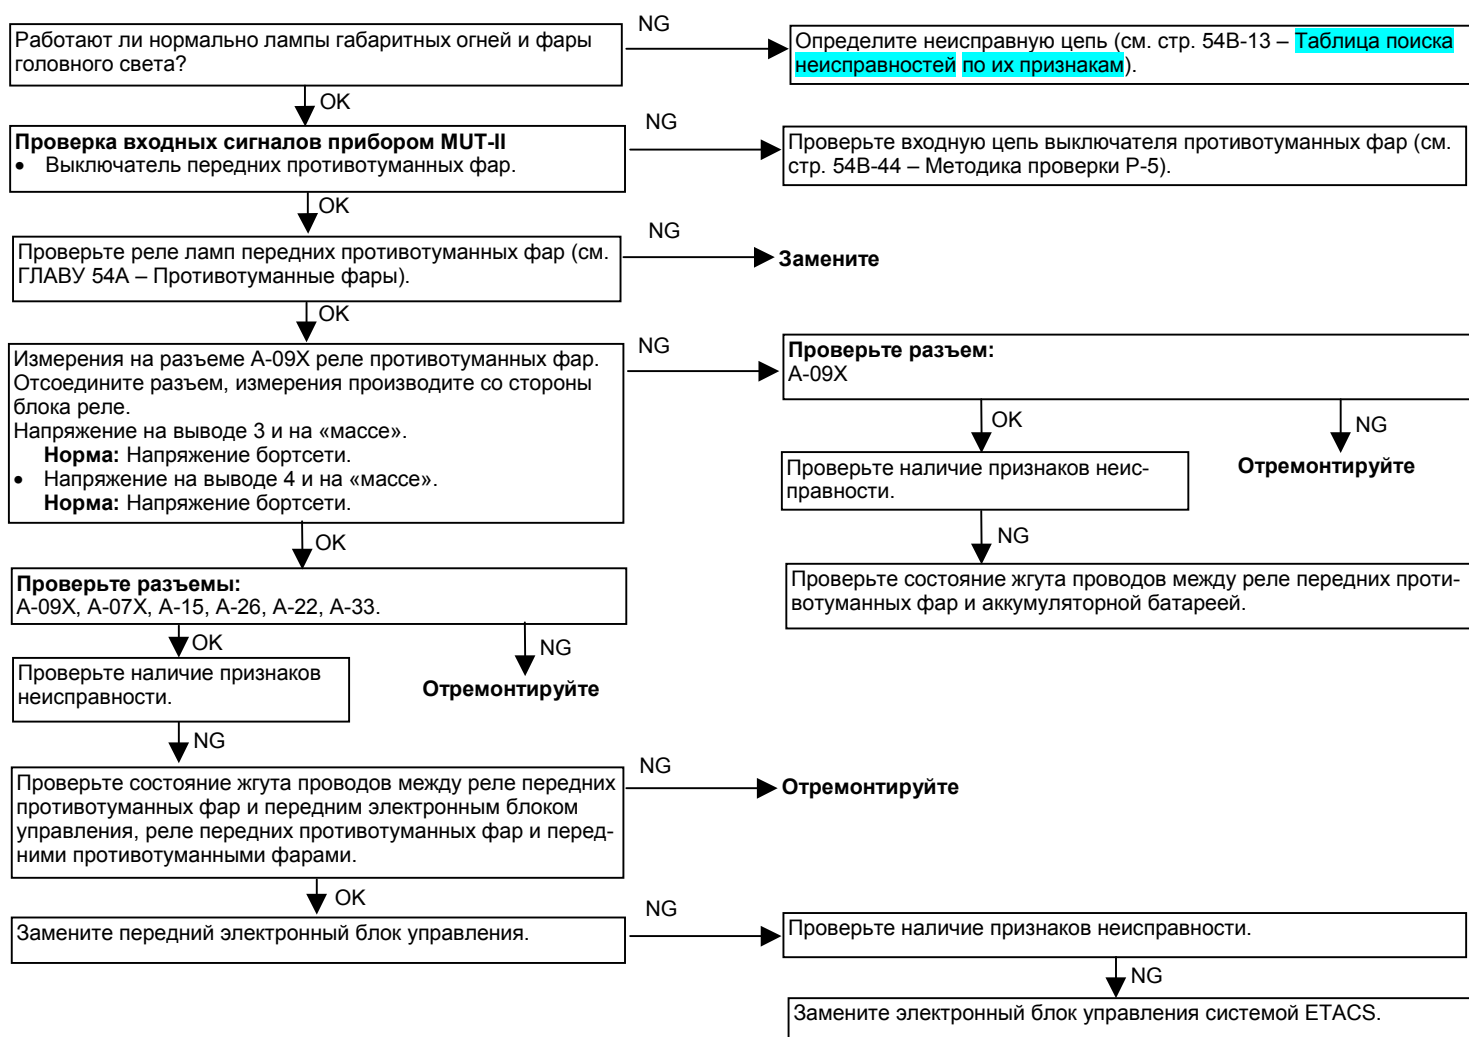 NG
Работают ли нормально лампы габаритных огней и фары
головного света?
Определите неисправную цепь (см. стр. 54B-13 – Таблица поиска
неисправностей по их признакам).
OK
Проверка входных сигналов прибором MUT-II
• Выключатель передних противотуманных фар.
NG
Проверьте входную цепь выключателя противотуманных фар (см.
стр. 54B-44 – Методика проверки P-5).
OK
Проверьте реле ламп передних противотуманных фар (см.
ГЛАВУ 54A – Противотуманные фары).
NG
Замените
OK
Измерения на разъеме A-09X реле противотуманных фар.
Отсоедините разъем, измерения производите со стороны
блока реле.
Напряжение на выводе 3 и на «массе».
Норма: Напряжение бортсети.
• Напряжение на выводе 4 и на «массе».
Норма: Напряжение бортсети.
NG
Проверьте разъем:
A-09X
OK
NG
Проверьте наличие признаков неис-
правности.
Отремонтируйте
NG
Проверьте состояние жгута проводов между реле передних проти-
вотуманных фар и аккумуляторной батареей.
OK
Проверьте разъемы:
A-09X, A-07X, A-15, A-26, A-22, A-33.
OK
NG
Проверьте наличие признаков
неисправности.
Отремонтируйте
NG
Проверьте состояние жгута проводов между реле передних
противотуманных фар и передним электронным блоком
управления, реле передних противотуманных фар и перед-
ними противотуманными фарами.
NG
Отремонтируйте
OK
Замените передний электронный блок управления.
NG
Проверьте наличие признаков неисправности.
NG
Замените электронный блок управления системой ETACS.